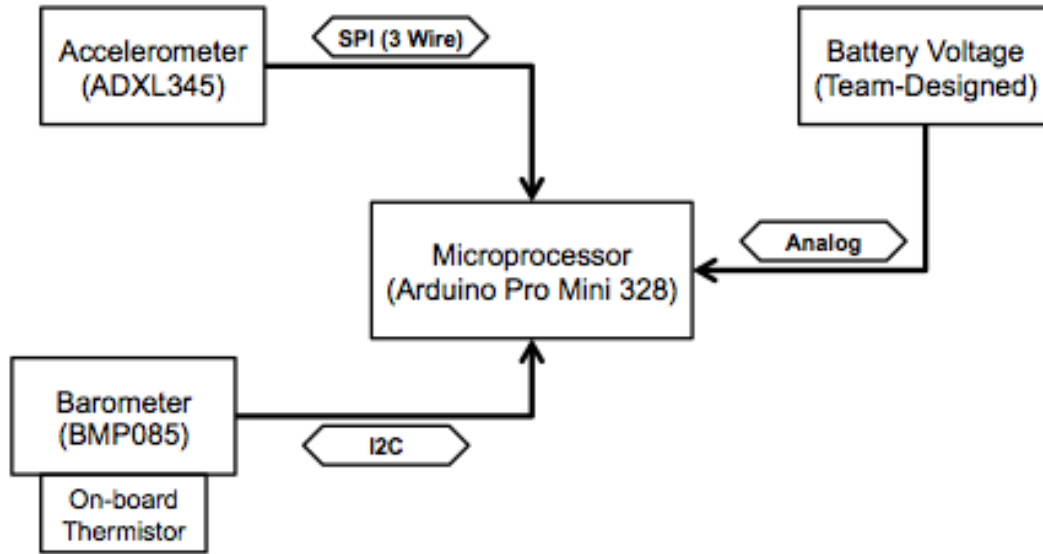 Accelerometer
(ADXL345)
SPI (3 Wire)
Battery Voltage
(Team-Designed)
Microprocessor
(Arduino Pro Mini 328)
Analog
Barometer
(BMP085)
I2C
On-board
Thermistor